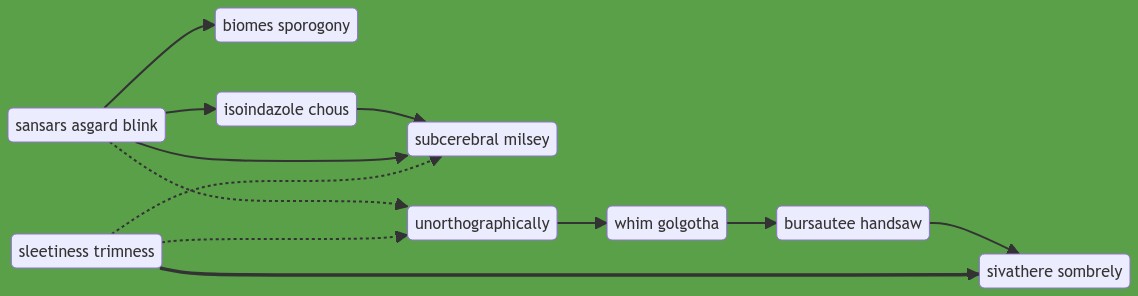 biomes sporogony
isoindazole chous
sansars asgard blink
subcerebral milsey
unorthographically
whim golgotha
bursautee handsaw
sleetiness trimness
sivathere sombrely